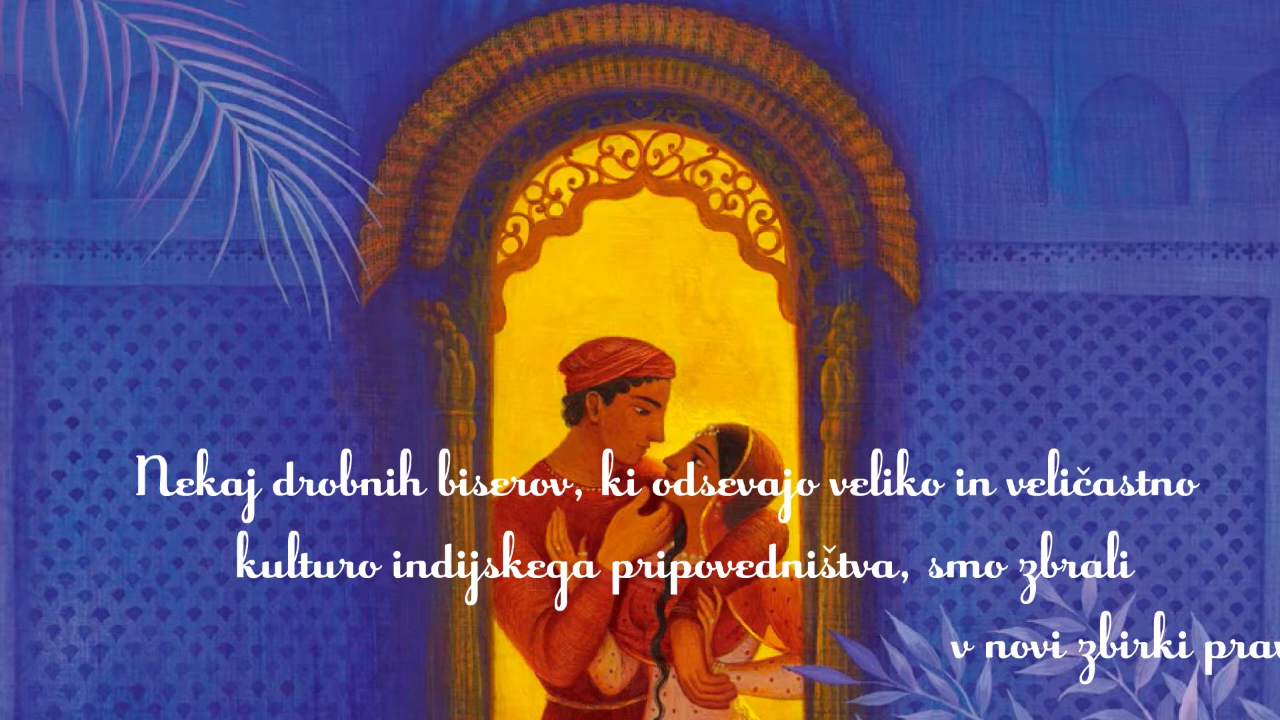 Nekaj drobnih biserov, ki odsevajo veliko in veličastno
kulturo indijskega pripovedništva, smo zbrali
v novi zbirki